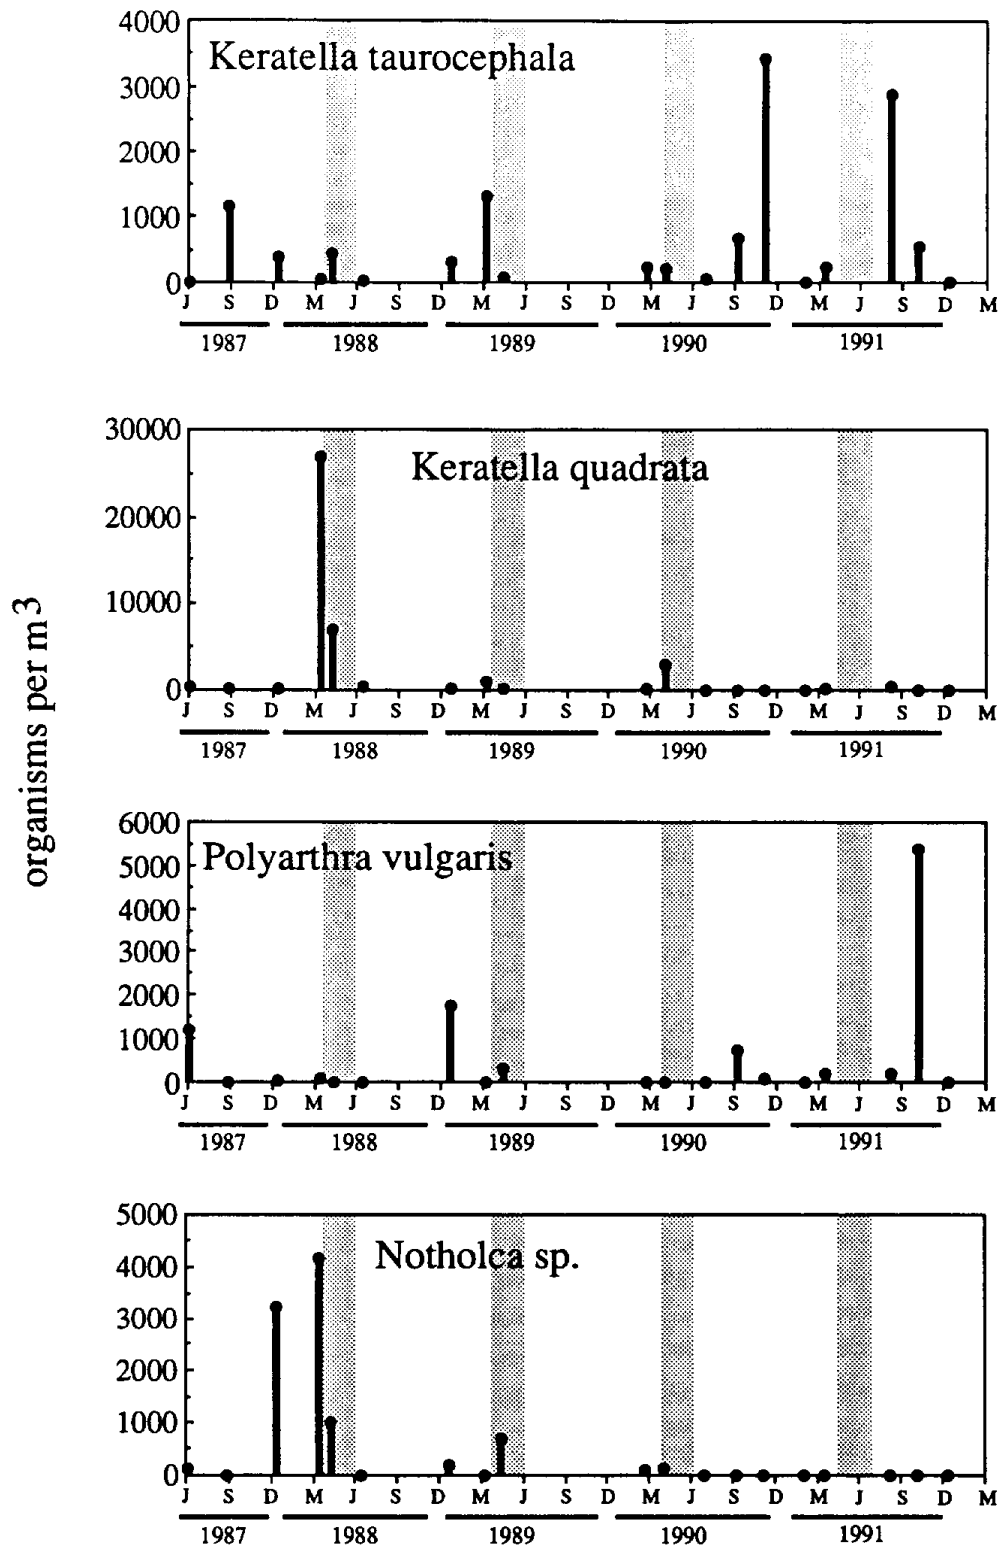 4000
Keratella taurocephala
3000
2000
1000
0
J S D M J S D M J S D M J S D M J S D M
1987 1988 1989 1990 1991
30000
Keratella quadrata
20000
10000
0
J S D M J S D M J S D M J S D M J S D M
1987 1988 1989 1990 1991
organisms per m3
6000
Polyarthra vulgaris
5000
4000
3000
2000
1000
0
J S D M J S D M J S D M J S D M J S D M
1987 1988 1989 1990 1991
5000
Notholca sp.
4000
3000
2000
1000
0
J S D M J S D M J S D M J S D M J S D M
1987 1988 1989 1990 1991